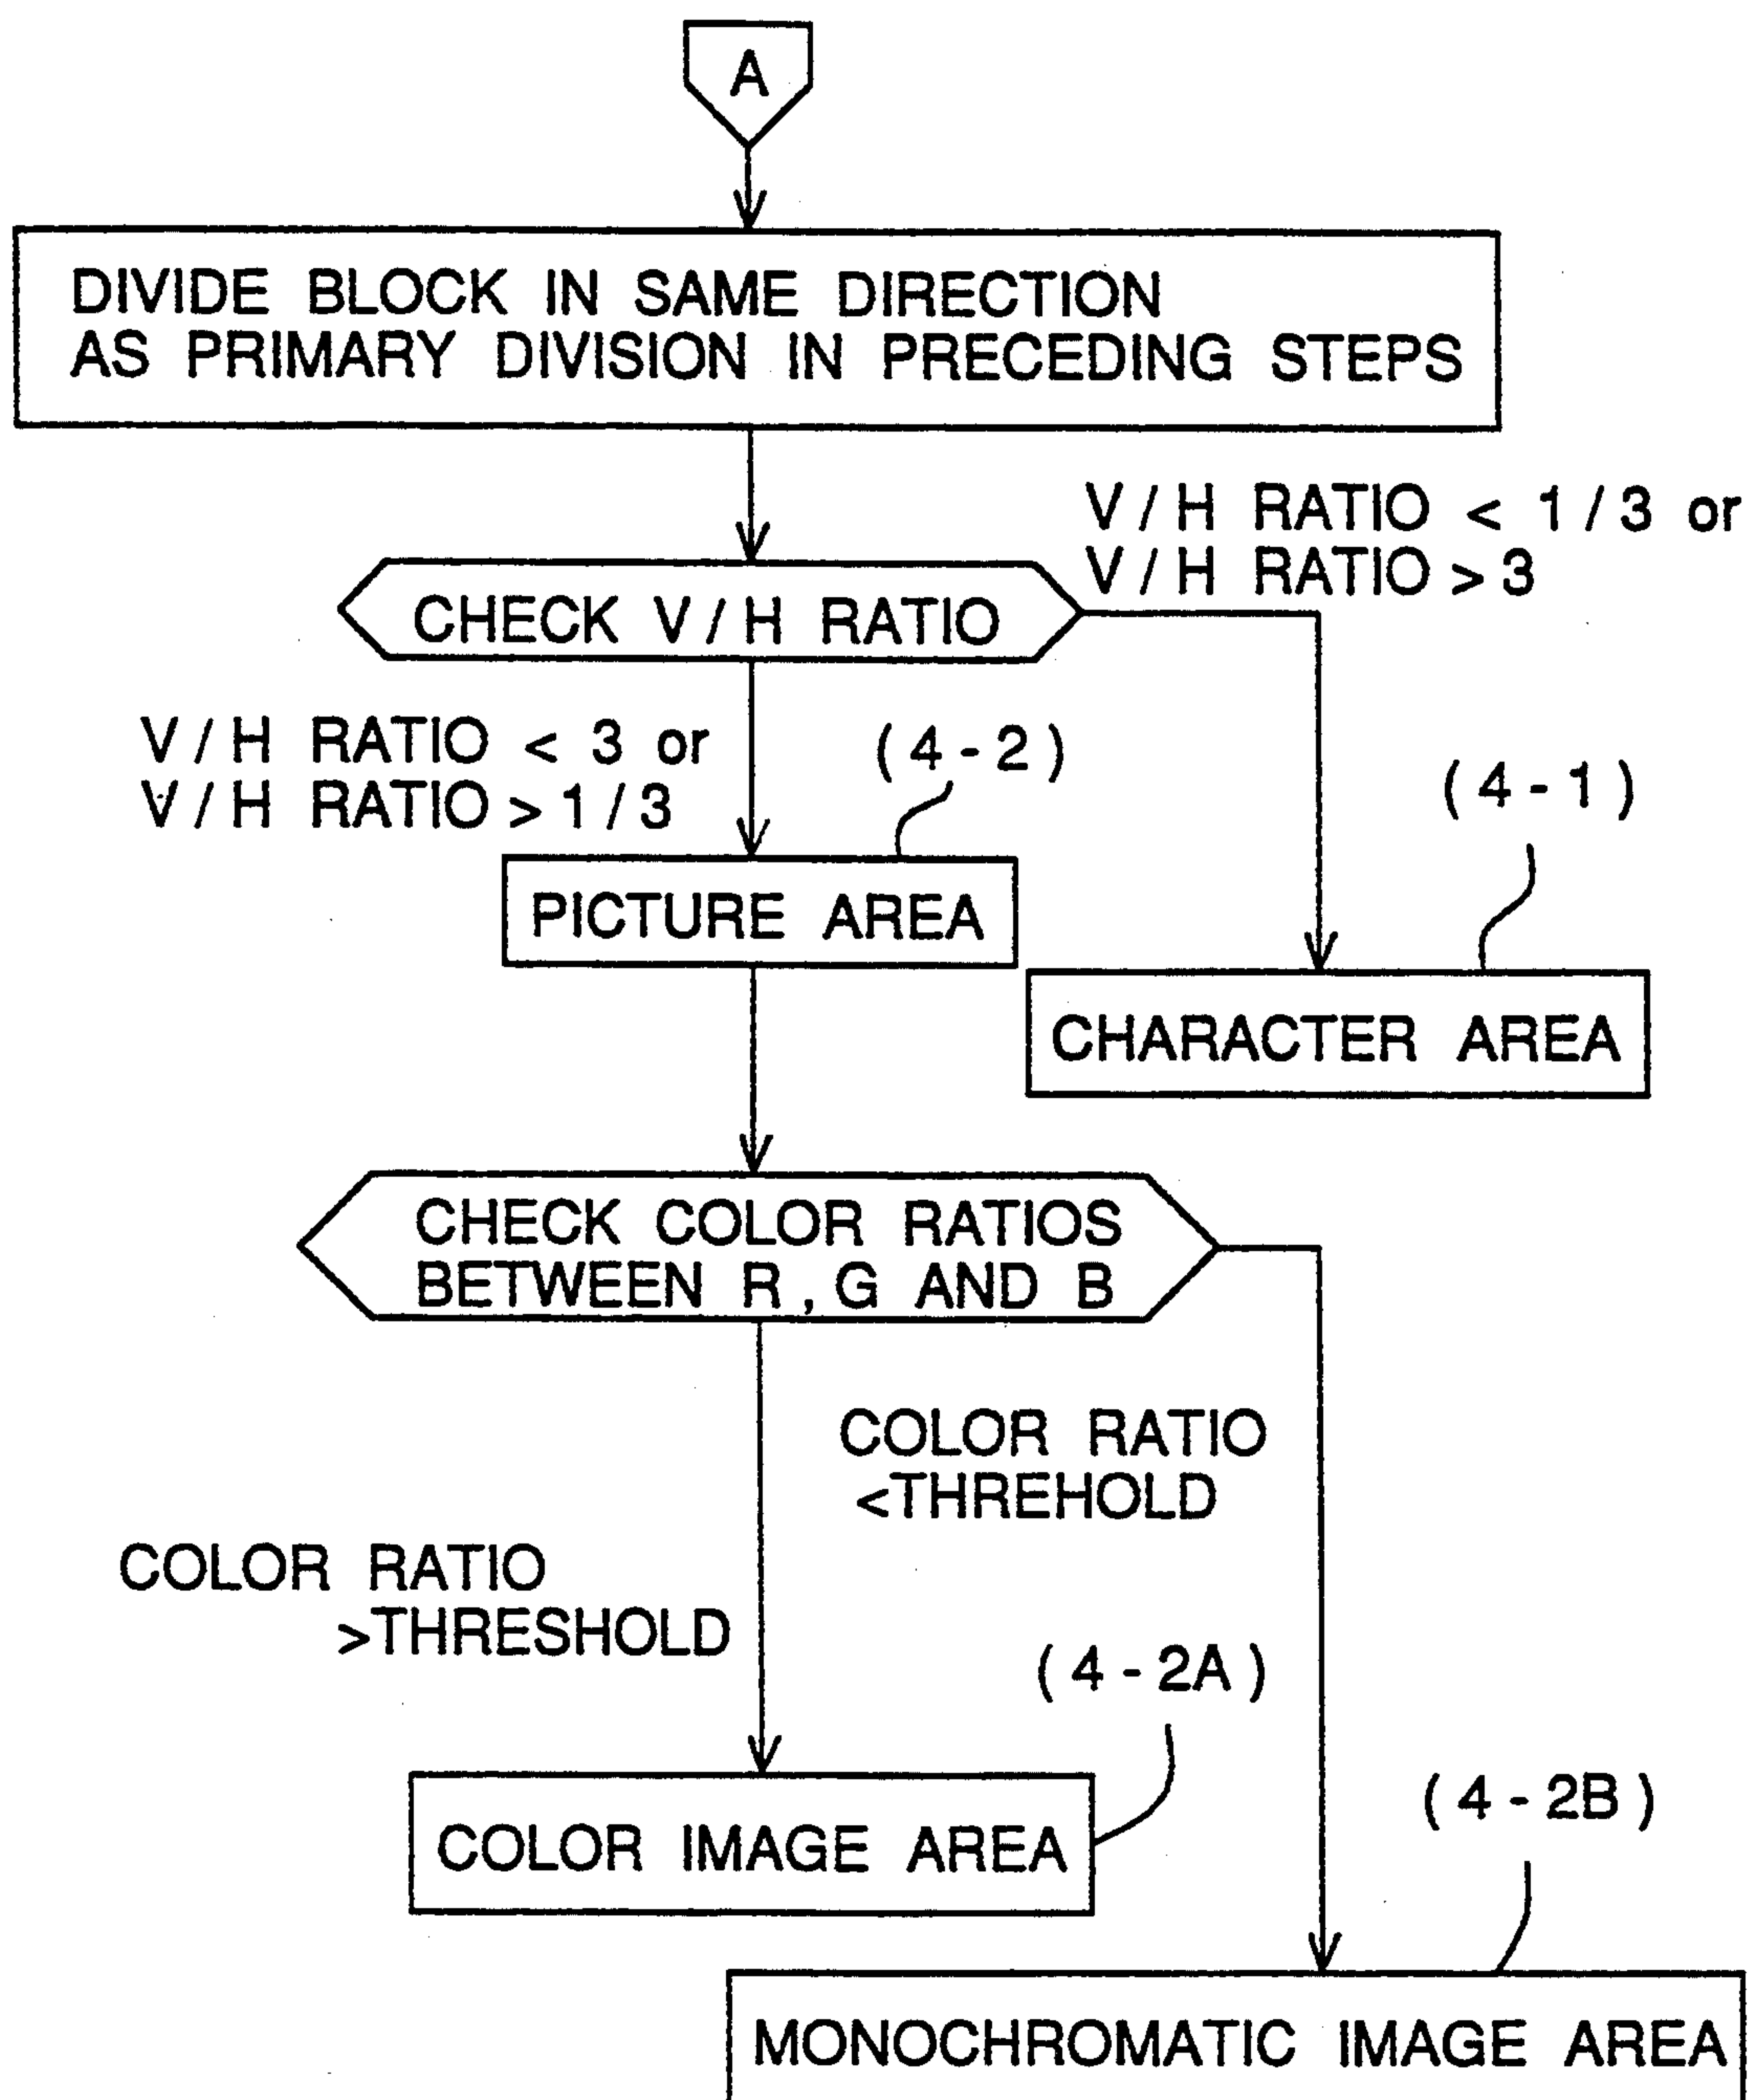 A
DIVIDE BLOCK IN SAME DIRECTION
AS PRIMARY DIVISION IN PRECEDING STEPS
V/H RATIO < 1/3 or
V/H RATIO > 3
CHECK V/H RATIO
V/H RATIO < 3 or
V/H RATIO > 1/3
(4-2)
(4-1)
PICTURE AREA
CHARACTER AREA
CHECK COLOR RATIOS
BETWEEN R, G AND B
COLOR RATIO
<THREHOLD
COLOR RATIO
>THRESHOLD
(4-2A)
(4-2B)
COLOR IMAGE AREA
MONOCHROMATIC IMAGE AREA